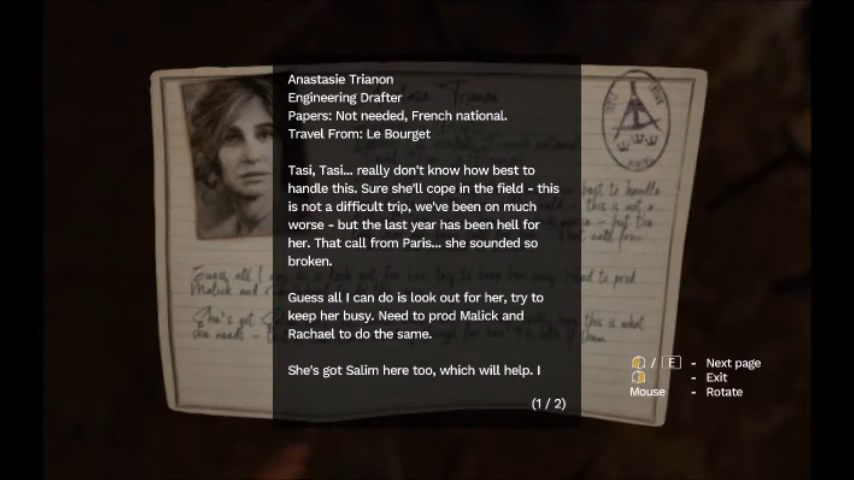 Anastasie Trianon
Engineering Drafter
Papers: Not needed, French national.
Travel From: Le Bourget
Tasi, Tasi... really don't know how best to
handle this. Sure she'll cope in the field - this
is not a difficult trip, we've been on much
worse - but the last year has been hell for
her. That call from Paris... she sounded so
broken.
Guess all I can do is look out for her, try to
keep her busy. Need to prod Malick and
Rachael to do the same.
She's got Salim here too, which will help. I
(1 / 2)
/ E - Next page
- Exit
Mouse - Rotate